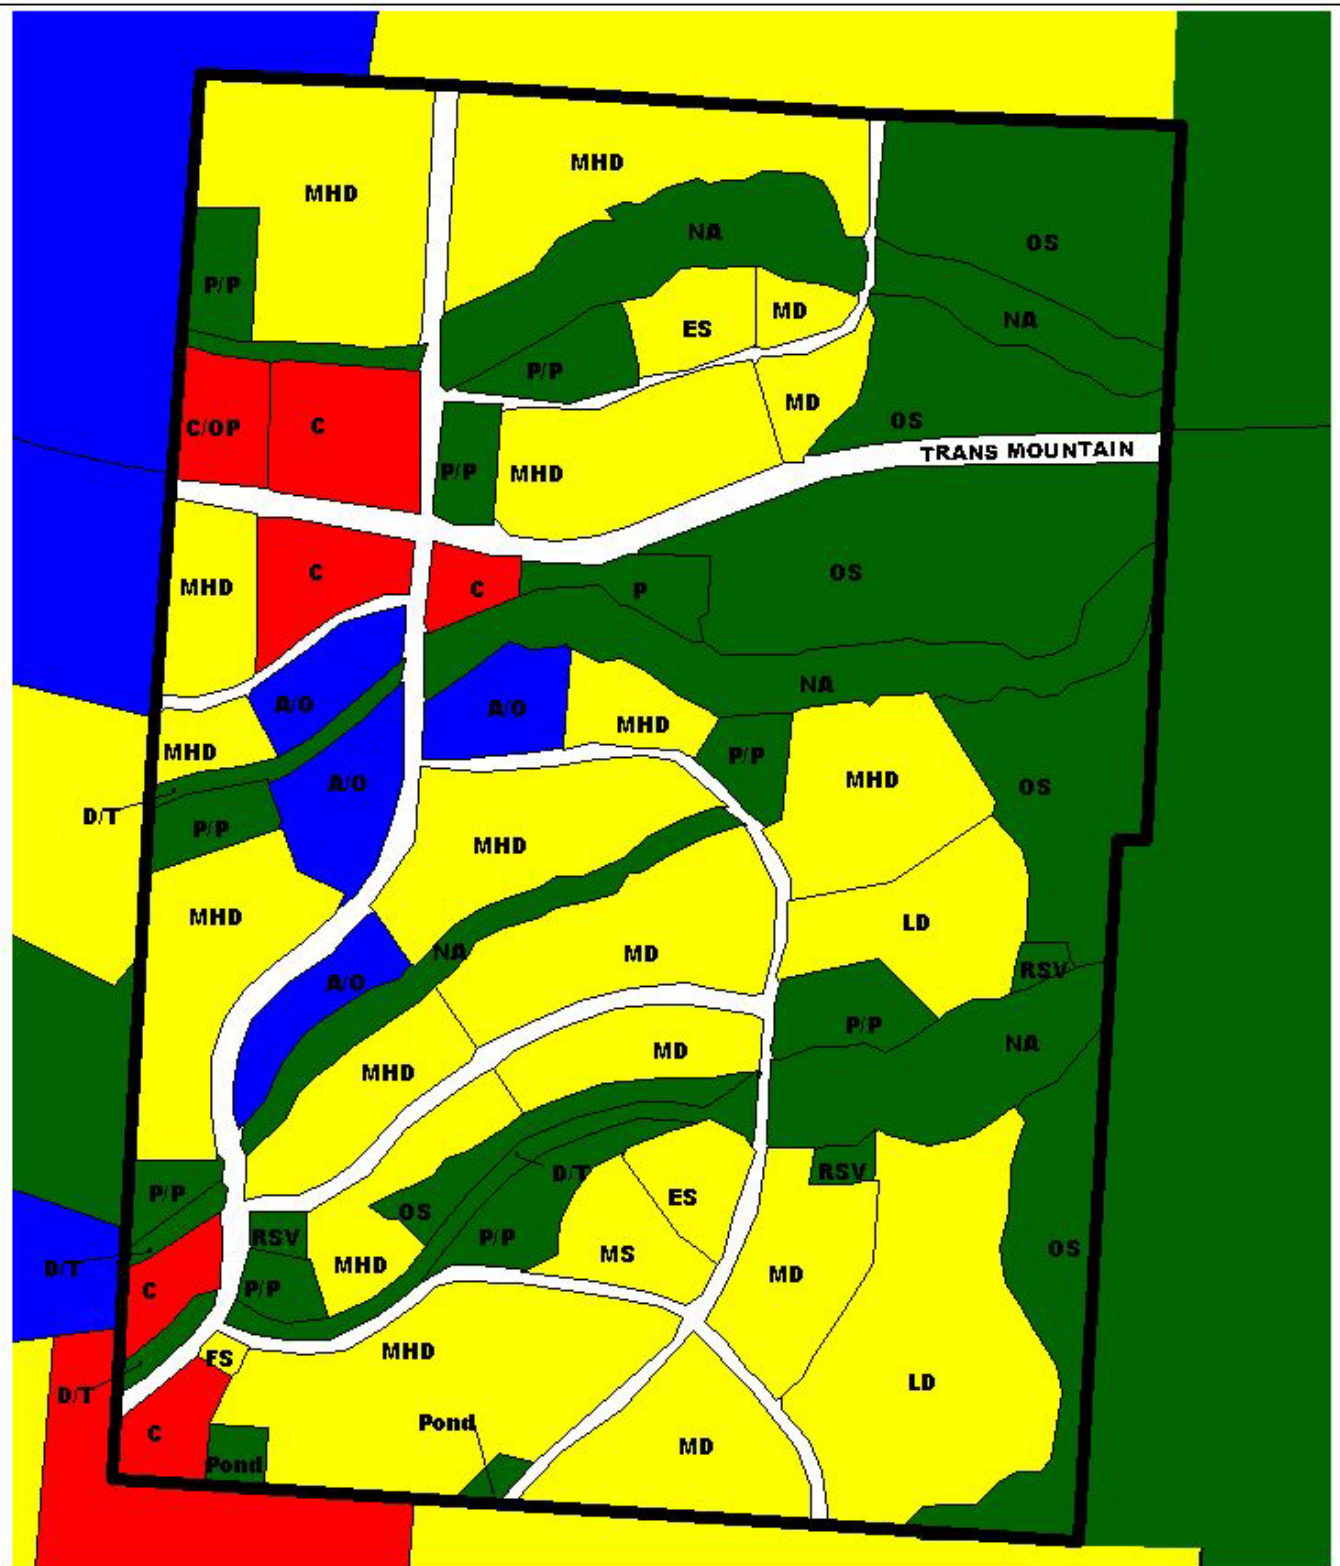 MHD
MHD
NA
OS
P/P
MD
NA
ES
P/P
MD
OS
C/OP
C
TRANS MOUNTAIN
P/P
MHD
C
OS
MHD
C
P
NA
A/O
A/O
MHD
MHD
P/P
MHD
A/O
OS
D/T
P/P
MHD
MHD
LD
NA
MD
RSV
A/O
P/P
NA
MD
MHD
D/T
RSV
P/P
ES
OS
RSV
P/P
MS
OS
MHD
D/T
MD
C
P/P
MHD
FS
LD
D/T
Pond
C
MD
Pond